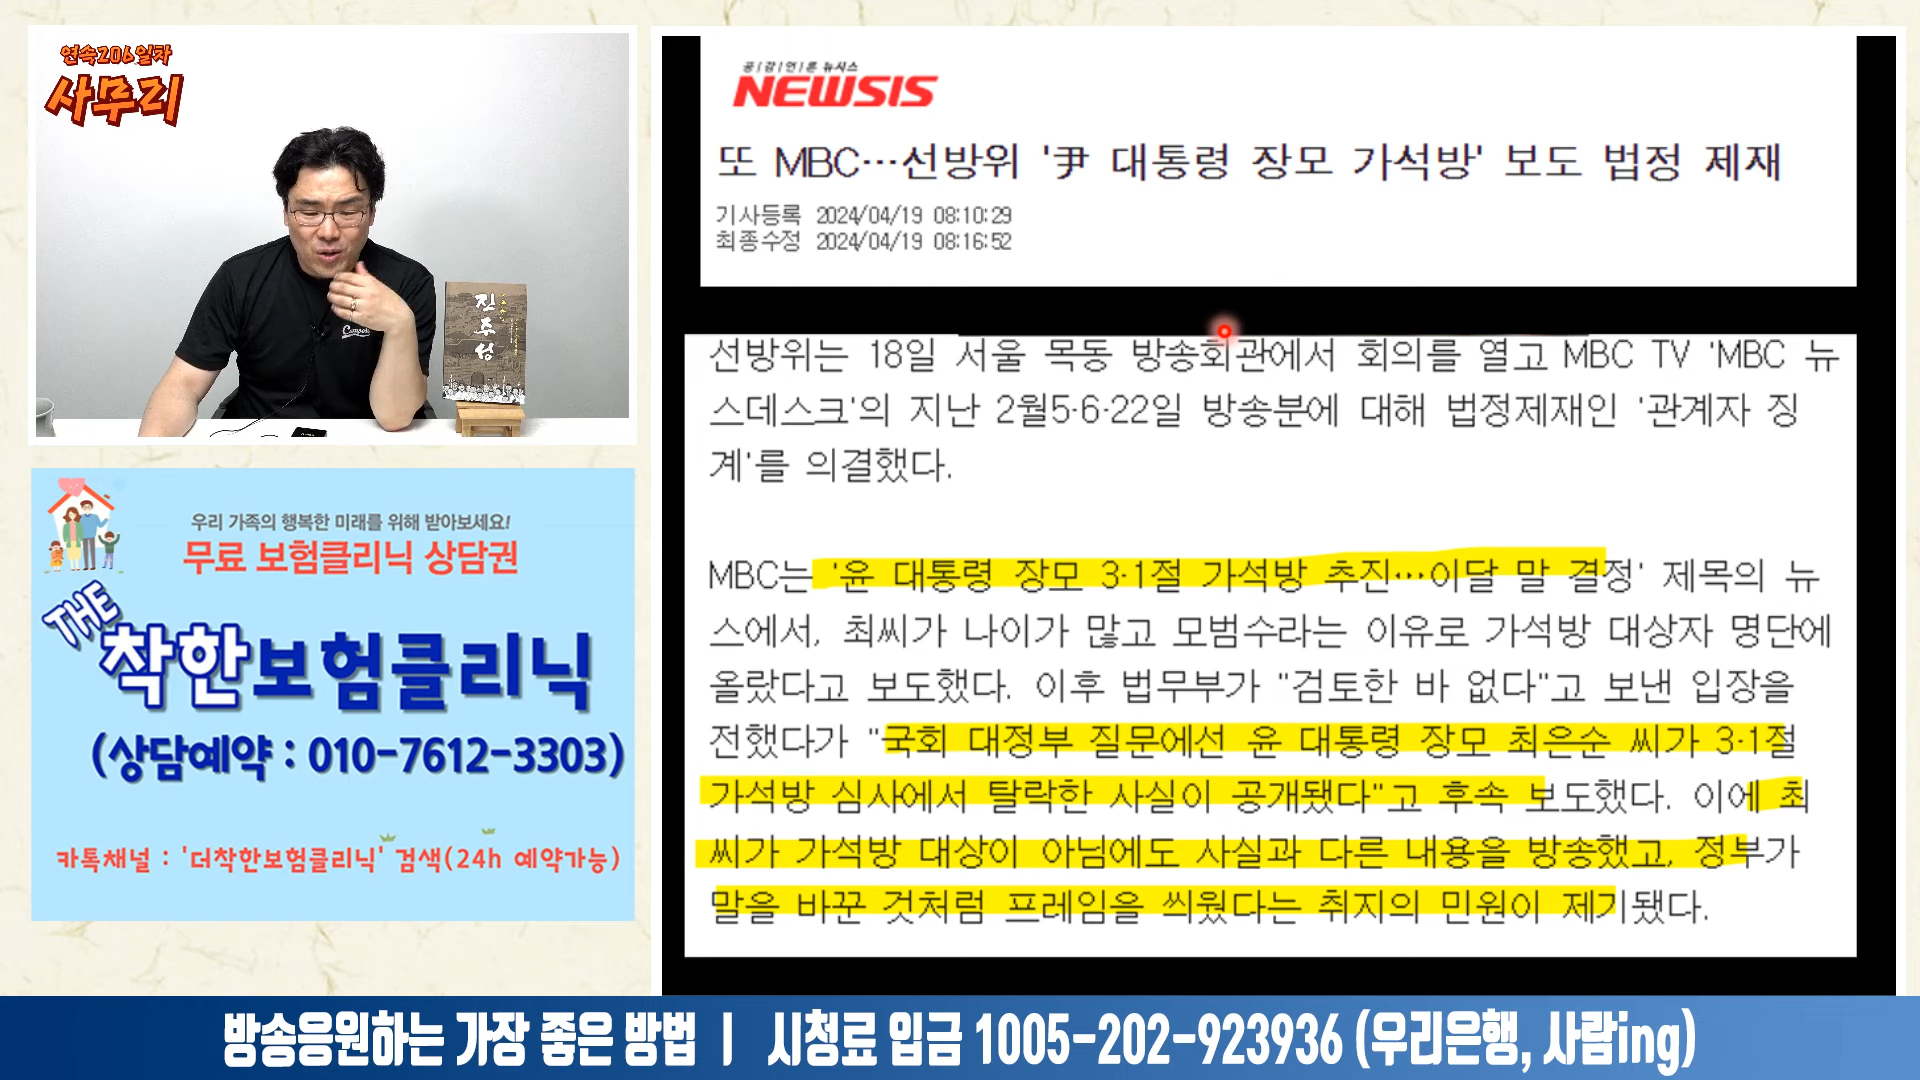 연속206일차
사무리
진주성
우리 가족의 행복한 미래를 위해 받아보세요!
무료 보험클리닉 상담권
THE
착한보험클리닉
(상담예약 : 010-7612-3303)
카톡채널 : '더착한보험클리닉' 검색(24h 예약가능)
공|감|언|론 뉴시스
NEWSIS
또 MBC…선방위 '尹 대통령 장모 가석방' 보도 법정 제재
기사등록 2024/04/19 08:10:29
최종수정 2024/04/19 08:16:52
선방위는 18일 서울 목동 방송회관에서 회의를 열고 MBC TV 'MBC 뉴
스데스크'의 지난 2월5·6·22일 방송분에 대해 법정제재인 '관계자 징
계'를 의결했다.
MBC는 '윤 대통령 장모 3·1절 가석방 추진…이달 말 결정' 제목의 뉴
스에서, 최씨가 나이가 많고 모범수라는 이유로 가석방 대상자 명단에
올랐다고 보도했다. 이후 법무부가 "검토한 바 없다"고 보낸 입장을
전했다가 "국회 대정부 질문에선 윤 대통령 장모 최은순 씨가 3·1절
가석방 심사에서 탈락한 사실이 공개됐다"고 후속 보도했다. 이에 최
씨가 가석방 대상이 아님에도 사실과 다른 내용을 방송했고, 정부가
말을 바꾼 것처럼 프레임을 씌웠다는 취지의 민원이 제기됐다.
방송응원하는 가장 좋은 방법 ㅣ 시청료 입금 1005-202-923936 (우리은행, 사람ing)